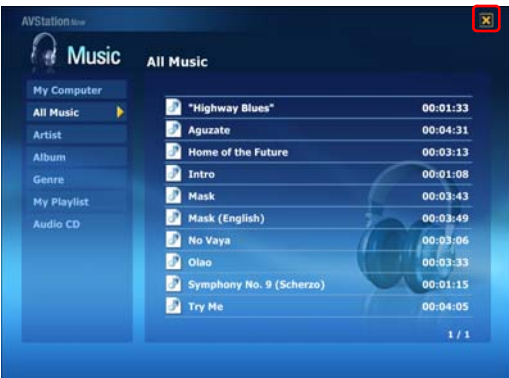 AVStation Now
Music
All Music
My Computer
All Music
Artist
Album
Genre
My Playlist
Audio CD
"Highway Blues" 00:01:33
Aguzate 00:04:31
Home of the Future 00:03:13
Intro 00:01:08
Mask 00:03:43
Mask (English) 00:03:49
No Vaya 00:03:06
Olao 00:03:33
Symphony No. 9 (Scherzo) 00:01:15
Try Me 00:04:05
1 / 1